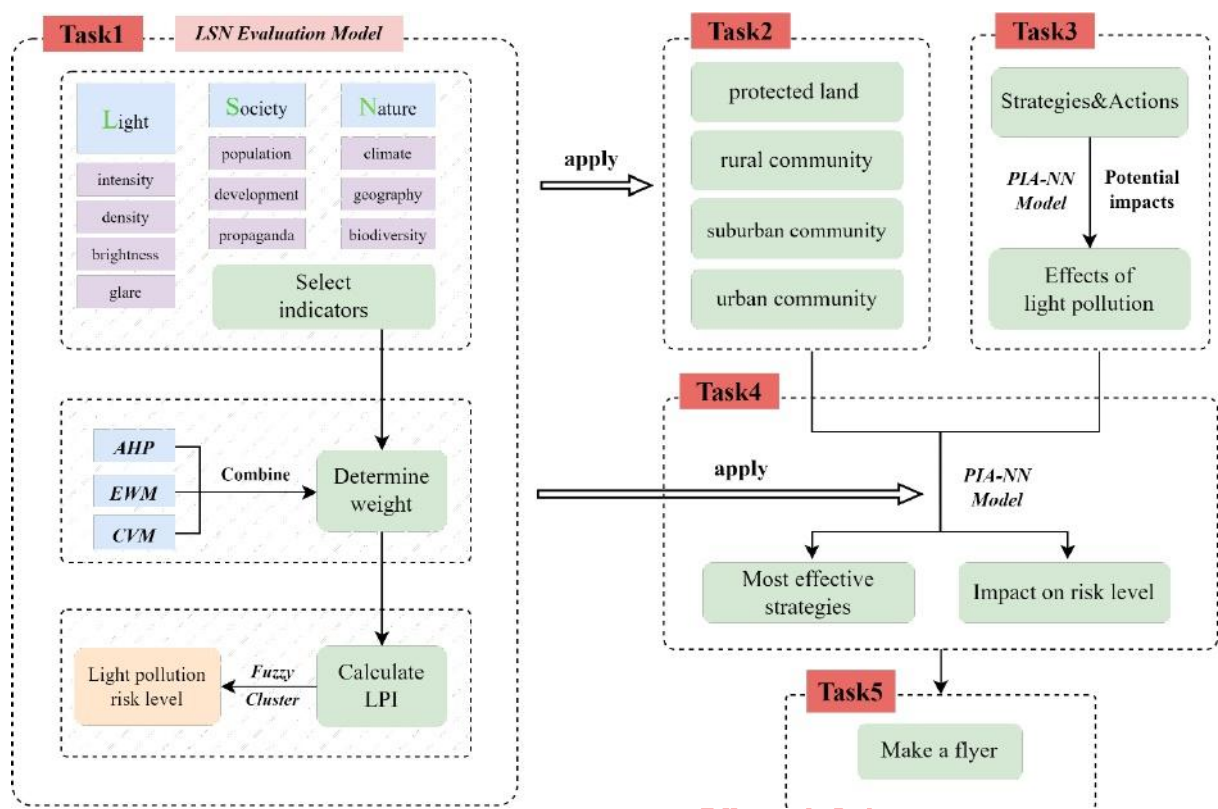 Task1
LSN Evaluation Model
Light
intensity
density
brightness
glare
Society
population
development
propaganda
Nature
climate
geography
biodiversity
Select
indicators
AHP
EWM
CVM
Combine
Determine
weight
Light pollution
risk level
Fuzzy
Cluster
Calculate
LPI
apply
Task2
protected land
rural community
suburban community
urban community
Task3
Strategies&Actions
PIA-NN
Model
Potential
impacts
Effects of
light pollution
Task4
apply
PIA-NN
Model
Most effective
strategies
Impact on risk level
Task5
Make a flyer